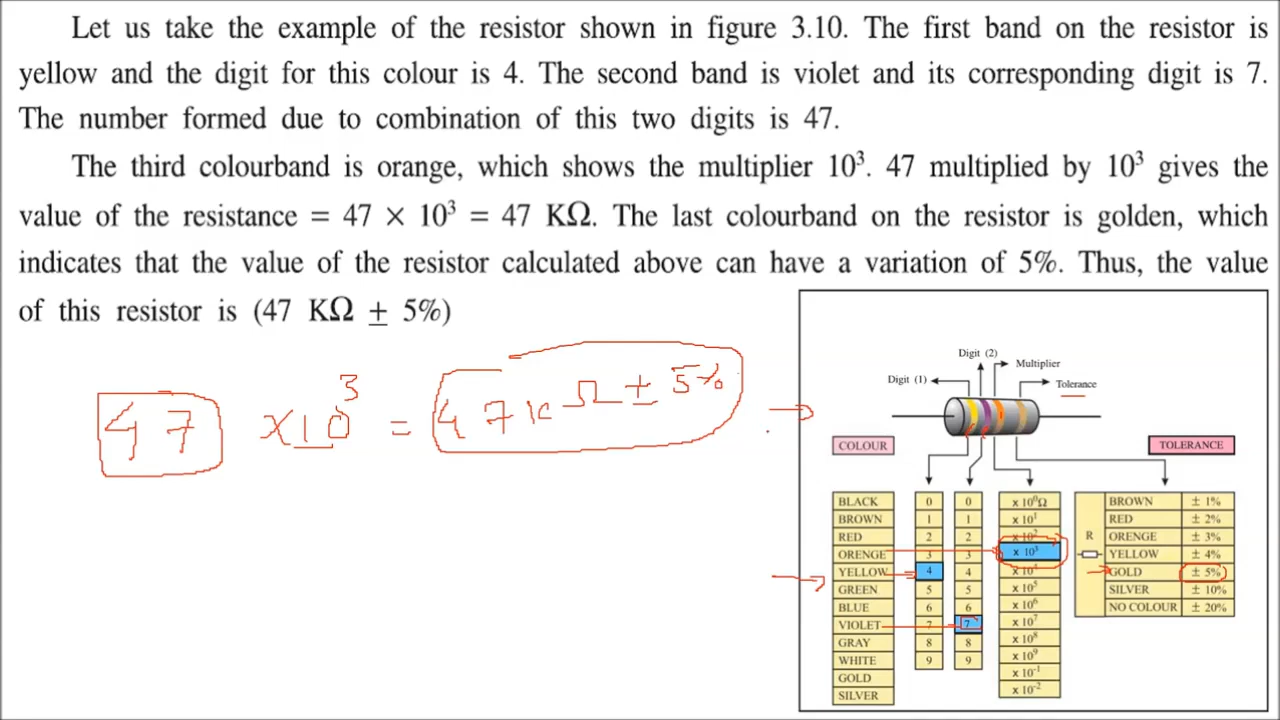 Let us take the example of the resistor shown in figure 3.10. The first band on the resistor is
yellow and the digit for this colour is 4. The second band is violet and its corresponding digit is 7.
The number formed due to combination of this two digits is 47.
The third colourband is orange, which shows the multiplier 10³. 47 multiplied by 10³ gives the
value of the resistance = 47 × 10³ = 47 KΩ. The last colourband on the resistor is golden, which
indicates that the value of the resistor calculated above can have a variation of 5%. Thus, the value
of this resistor is (47 KΩ ± 5%)
47 ×10³ = 47 K Ω ± 5%
Digit (2)
Multiplier
Digit (1)
Tolerance
COLOUR
TOLERANCE
BLACK 0 0 x 10⁰Ω
BROWN 1 1 x 10¹
RED 2 2 x 10²
ORENGE 3 3 x 10³
YELLOW 4 4 x 10⁴
GREEN 5 5 x 10⁵
BLUE 6 6 x 10⁶
VIOLET 7 7 x 10⁷
GRAY 8 8 x 10⁸
WHITE 9 9 x 10⁹
GOLD x 10⁻¹
SILVER x 10⁻²
R
BROWN ± 1%
RED ± 2%
ORENGE ± 3%
YELLOW ± 4%
GOLD ± 5%
SILVER ± 10%
NO COLOUR ± 20%